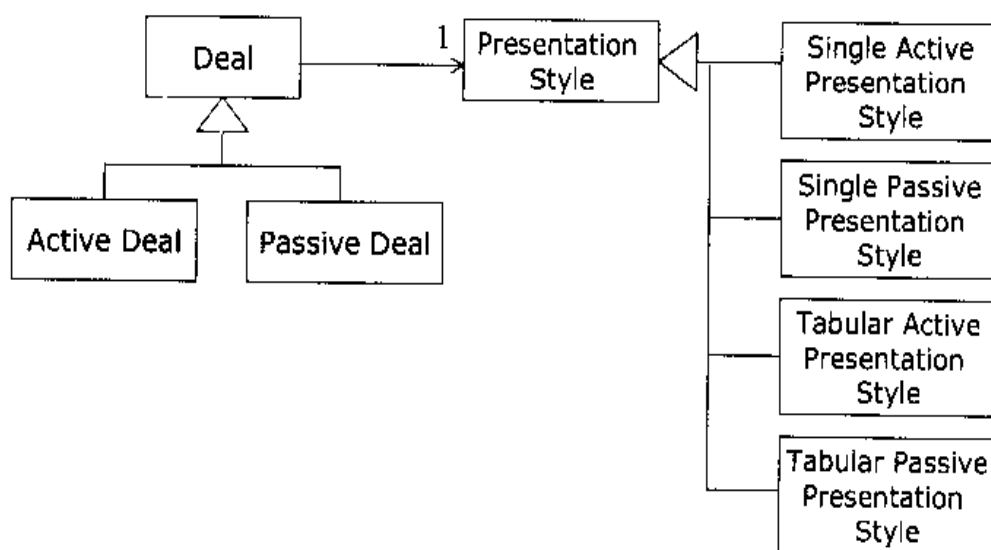 Deal
1
Presentation
Style
Single Active
Presentation
Style
Active Deal
Passive Deal
Single Passive
Presentation
Style
Tabular Active
Presentation
Style
Tabular Passive
Presentation
Style